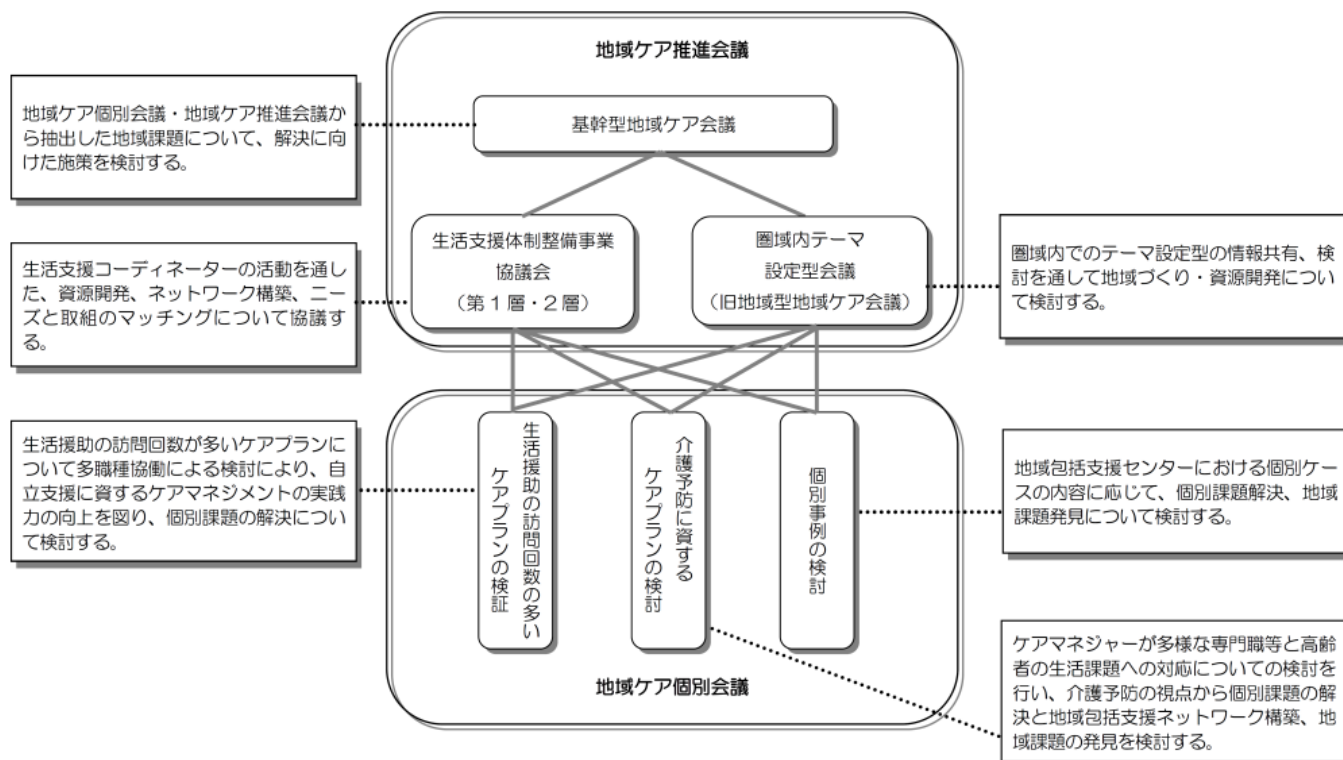 地域ケア推進会議
基幹型地域ケア会議
地域ケア個別会議・地域ケア推進会議か
ら抽出した地域課題について、解決に向
けた施策を検討する。
生活支援体制整備事業
協議会
（第１層・２層）
圏域内テーマ
設定型会議
（旧地域型地域ケア会議）
生活支援コーディネーターの活動を通し
た、資源開発、ネットワーク構築、ニー
ズと取組のマッチングについて協議す
る。
圏域内でのテーマ設定型の情報共有、検
討を通して地域づくり・資源開発につい
て検討する。
生活援助の訪問回数が多いケアプランに
ついて多職種協働による検討により、自
立支援に資するケアマネジメントの実践
力の向上を図り、個別課題の解決につい
て検討する。
生活援助の訪問回数の多い
ケアプランの検証
介護予防に資する
ケアプランの検討
個別事例の検討
地域包括支援センターにおける個別ケー
スの内容に応じて、個別課題解決、地域
課題発見について検討する。
地域ケア個別会議
ケアマネジャーが多様な専門職等と高齢
者の生活課題への対応についての検討を
行い、介護予防の視点から個別課題の解
決と地域包括支援ネットワーク構築、地
域課題の発見を検討する。